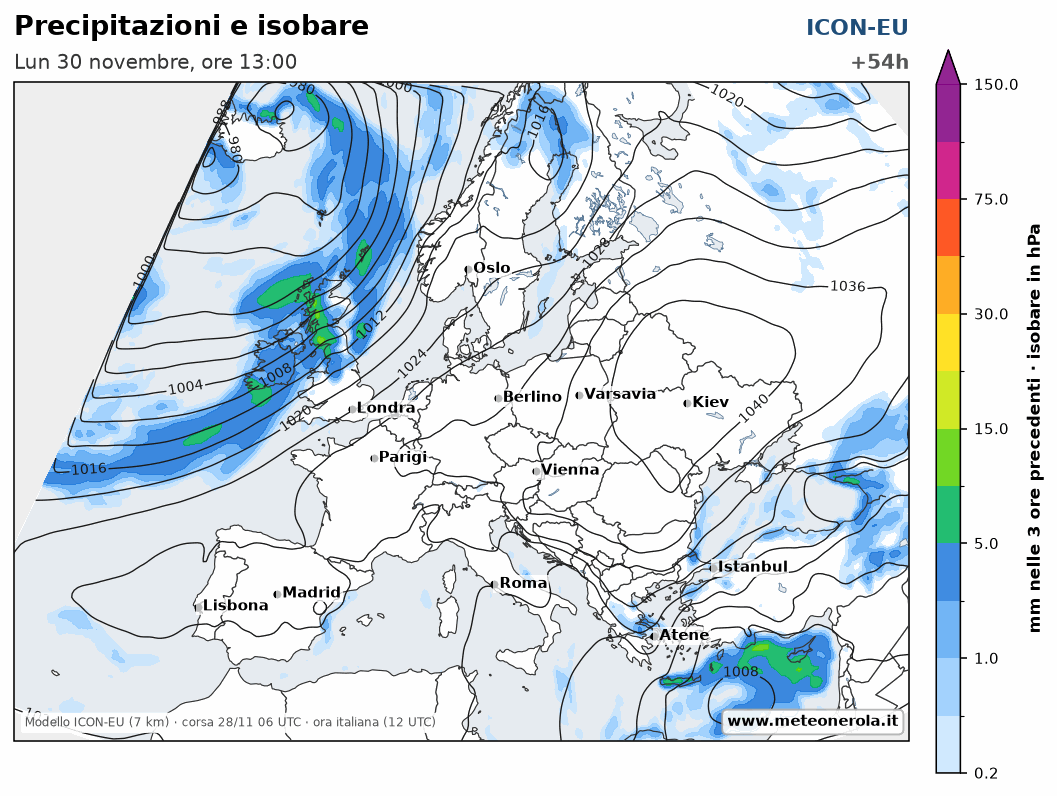 Precipitazioni e isobare
ICON-EU
Lun 30 novembre, ore 13:00
+54h
980
1020
988
980
1016
1000
1028
1036
1012
1024
1008
1004
1020
1040
1016
1008
Oslo
Berlino
Varsavia
Kiev
Londra
Parigi
Vienna
Istanbul
Roma
Madrid
Lisbona
Atene
Modello ICON-EU (7 km) · corsa 28/11 06 UTC · ora italiana (12 UTC)
www.meteonerola.it
150.0
75.0
30.0
15.0
5.0
1.0
0.2
mm nelle 3 ore precedenti · isobare in hPa